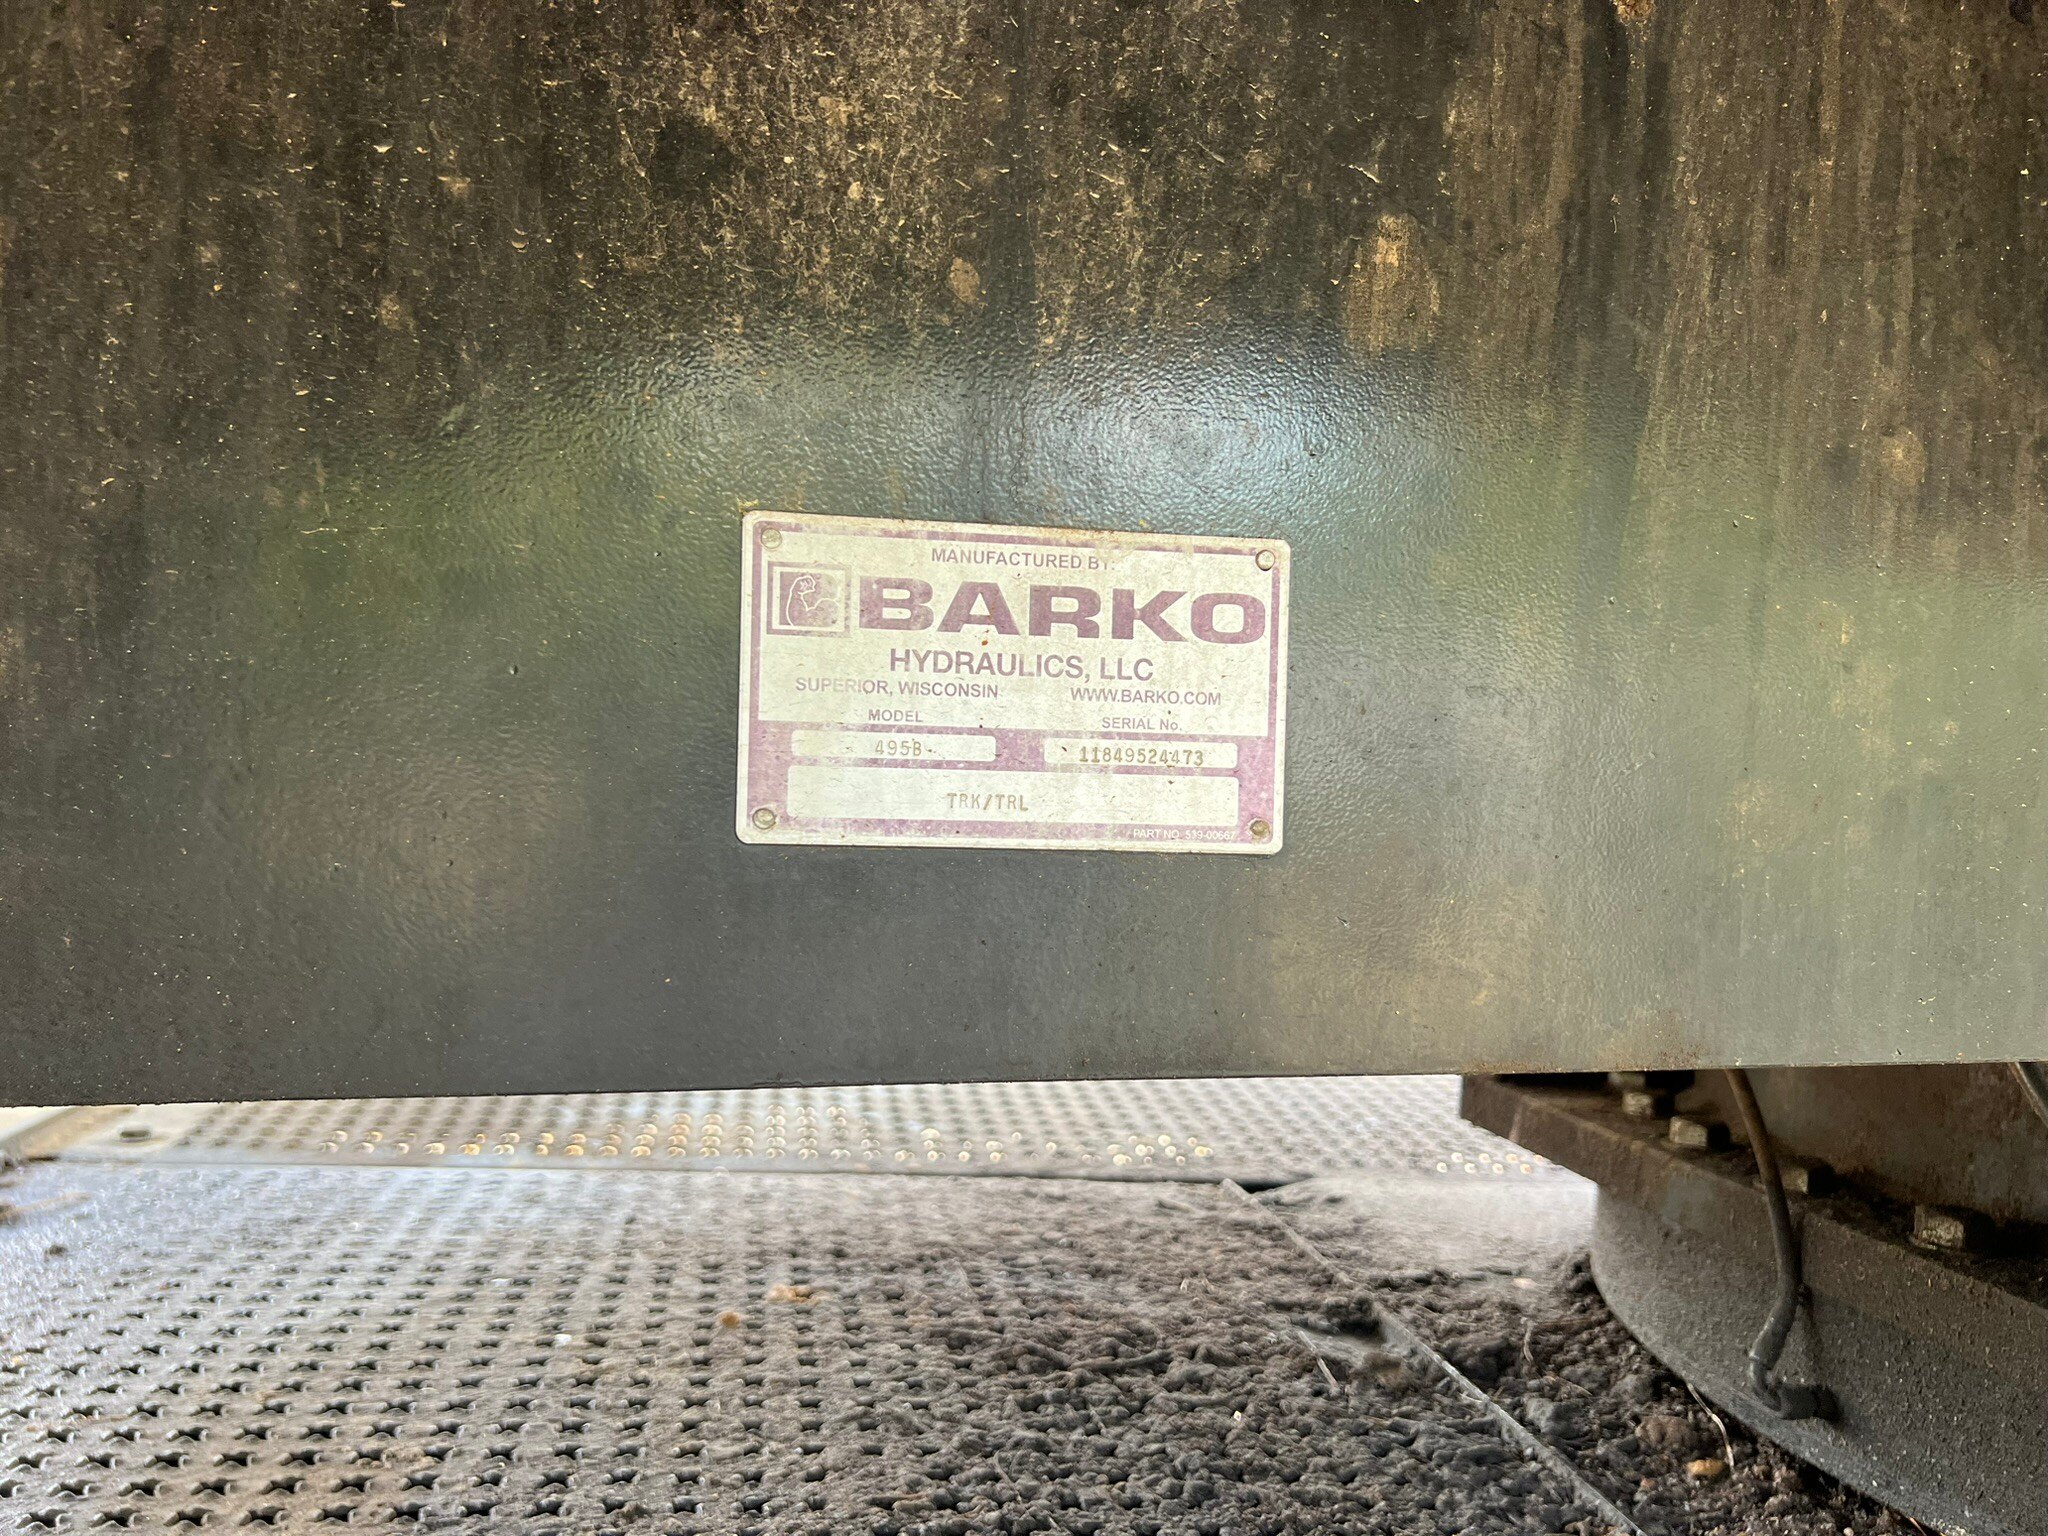 MANUFACTURED BY:
BARKO
HYDRAULICS, LLC
SUPERIOR, WISCONSIN WWW.BARKO.COM
MODEL SERIAL No.
495B 11849524473
TRK/TRL
PART NO. 539-00667